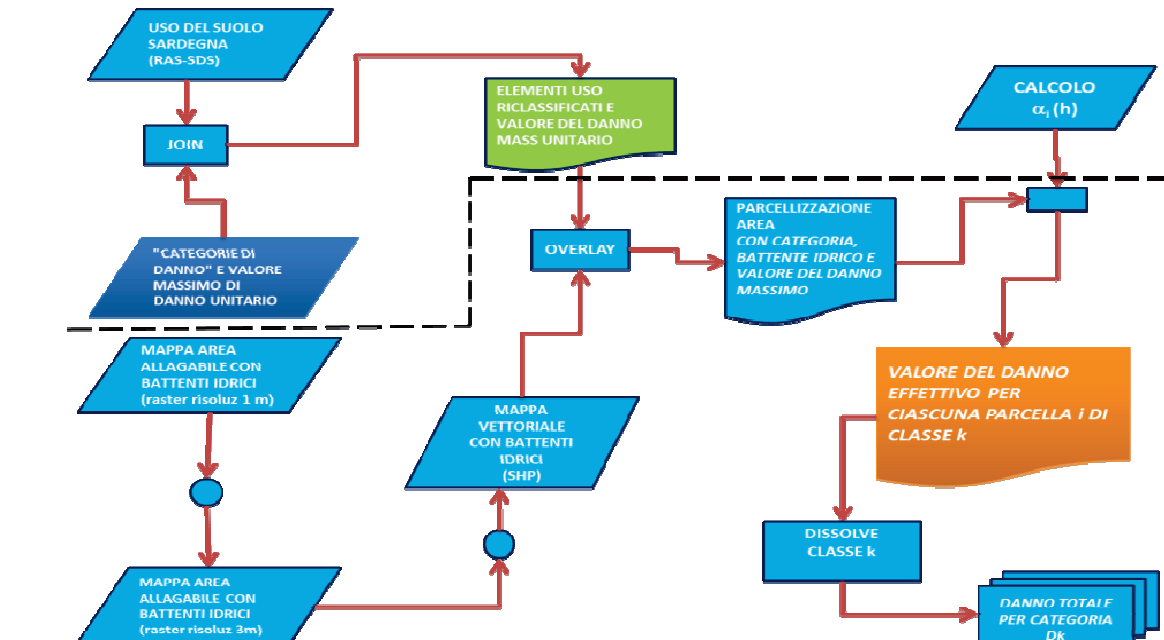 USO DEL SUOLO
SARDEGNA
(RAS-SDS)
JOIN
"CATEGORIE DI
DANNO" E VALORE
MASSIMO DI
DANNO UNITARIO
ELEMENTI USO
RICLASSIFICATI E
VALORE DEL DANNO
MASS UNITARIO
CALCOLO
αi (h)
OVERLAY
PARCELLIZZAZIONE
AREA
CON CATEGORIA,
BATTENTE IDRICO E
VALORE DEL DANNO
MASSIMO
MAPPA AREA
ALLAGABILE CON
BATTENTI IDRICI
(raster risoluz 1 m)
MAPPA
VETTORIALE
CON BATTENTI
IDRICI
(SHP)
MAPPA AREA
ALLAGABILE CON
BATTENTI IDRICI
(raster risoluz 3m)
VALORE DEL DANNO
EFFETTIVO PER
CIASCUNA PARCELLA i DI
CLASSE k
DISSOLVE
CLASSE k
DANNO TOTALE
PER CATEGORIA
Dk